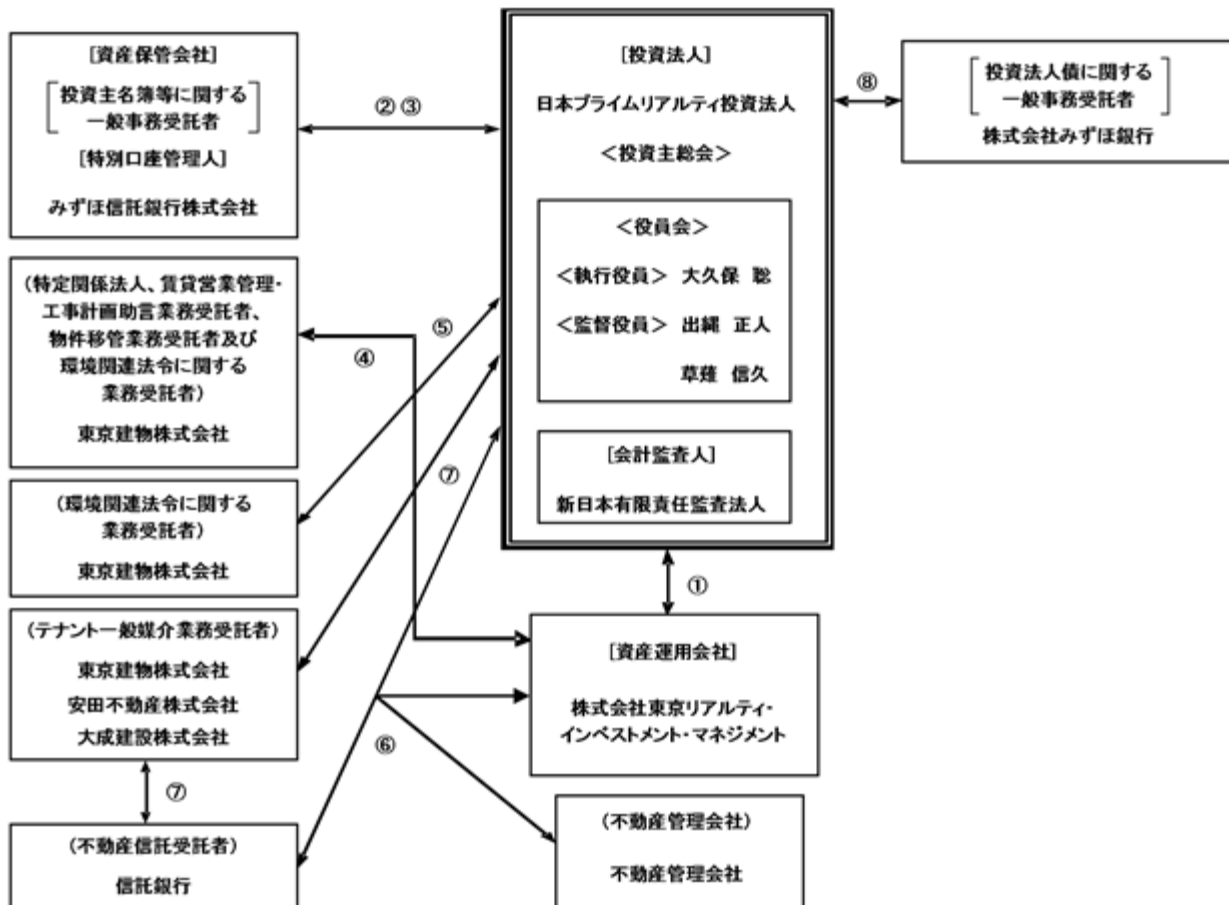 [資産保管会社]
投資主名簿等に関する
一般事務受託者
[特別口座管理人]
みずほ信託銀行株式会社
②③
[投資法人]
日本プライムリアルティ投資法人
＜投資主総会＞
＜役員会＞
＜執行役員＞ 大久保 聡
＜監督役員＞ 出縄 正人
草薙 信久
[会計監査人]
新日本有限責任監査法人
⑧
投資法人債に関する
一般事務受託者
株式会社みずほ銀行
(特定関係法人、賃貸営業管理・
工事計画助言業務受託者、
物件移管業務受託者及び
環境関連法令に関する
業務受託者)
東京建物株式会社
④
⑤
(環境関連法令に関する
業務受託者)
東京建物株式会社
⑦
(テナント一般媒介業務受託者)
東京建物株式会社
安田不動産株式会社
大成建設株式会社
⑦
(不動産信託受託者)
信託銀行
⑥
①
[資産運用会社]
株式会社東京リアルティ・
インベストメント・マネジメント
(不動産管理会社)
不動産管理会社